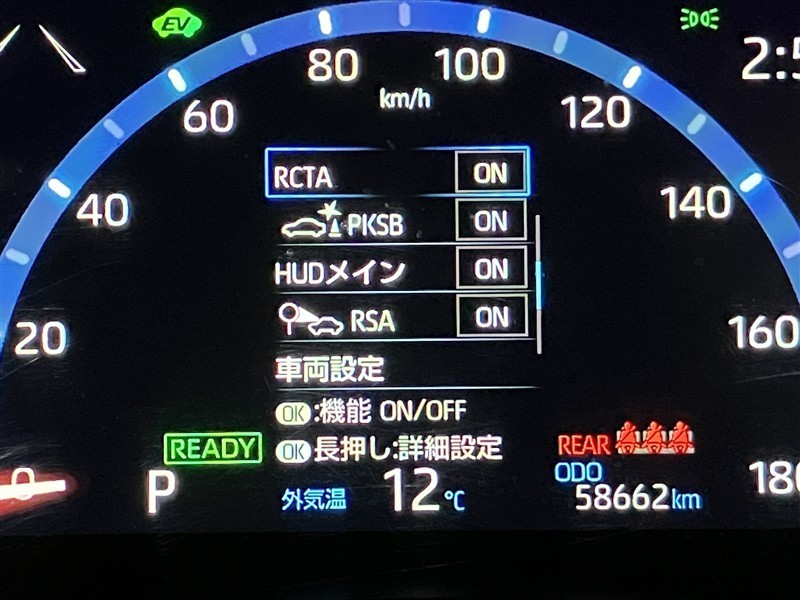 EV
2:5
80
100
km/h
60
120
RCTA ON
40
140
PKSB ON
HUDメイン ON
RSA ON
20
160
車両設定
OK:機能 ON/OFF
READY
OK長押し:詳細設定
REAR
ODO
0
P
外気温 12℃
58662km
180